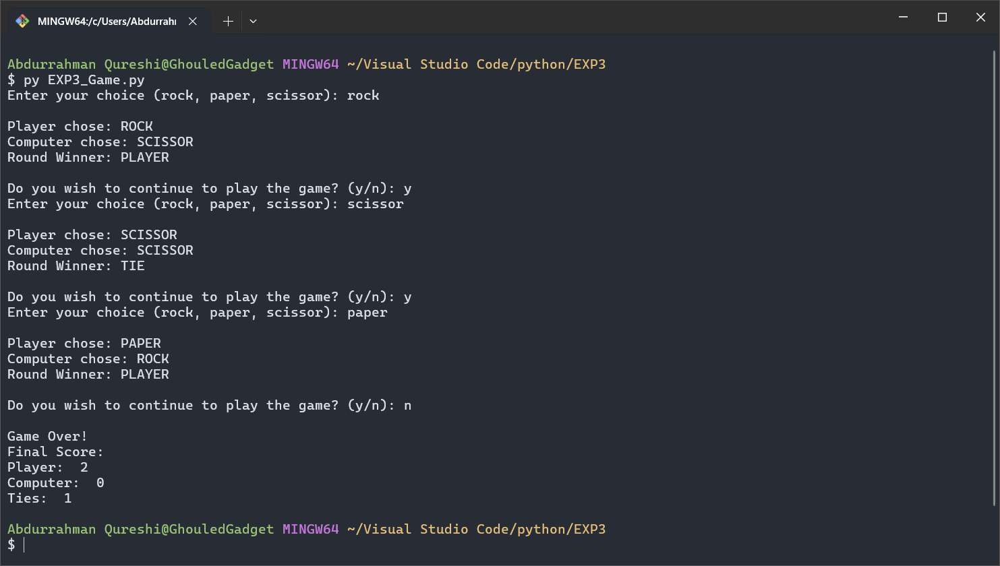 MINGW64:/c/Users/Abdurrahı
Abdurrahman Qureshi@GhouledGadget MINGW64 ~/Visual Studio Code/python/EXP3
$ py EXP3_Game.py
Enter your choice (rock, paper, scissor): rock
Player chose: ROCK
Computer chose: SCISSOR
Round Winner: PLAYER
Do you wish to continue to play the game? (y/n): y
Enter your choice (rock, paper, scissor): scissor
Player chose: SCISSOR
Computer chose: SCISSOR
Round Winner: TIE
Do you wish to continue to play the game? (y/n): y
Enter your choice (rock, paper, scissor): paper
Player chose: PAPER
Computer chose: ROCK
Round Winner: PLAYER
Do you wish to continue to play the game? (y/n): n
Game Over!
Final Score:
Player:  2
Computer:  0
Ties:  1
Abdurrahman Qureshi@GhouledGadget MINGW64 ~/Visual Studio Code/python/EXP3
$